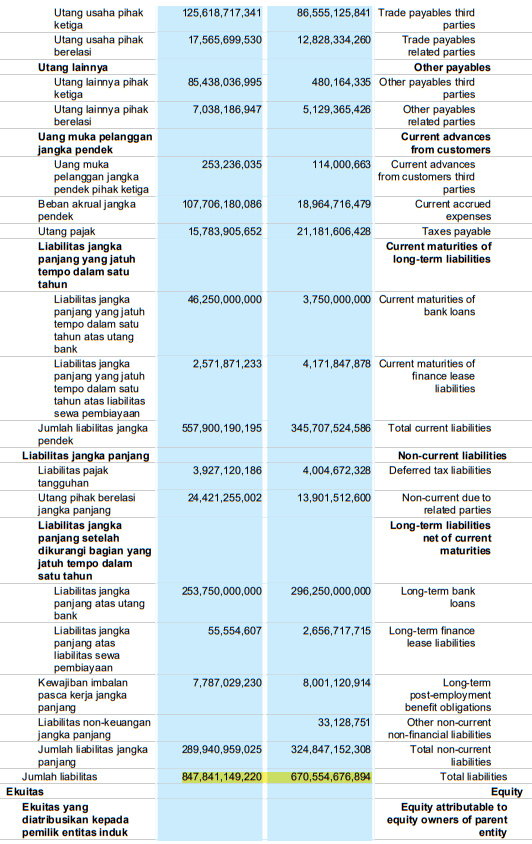 Utang usaha pihak ketiga 125,618,717,341 86,555,125,841 Trade payables third parties
Utang usaha pihak berelasi 17,565,699,530 12,828,334,260 Trade payables related parties
Utang lainnya Other payables
Utang lainnya pihak ketiga 85,438,036,995 480,164,335 Other payables third parties
Utang lainnya pihak berelasi 7,038,186,947 5,129,365,426 Other payables related parties
Uang muka pelanggan jangka pendek Current advances from customers
Uang muka pelanggan jangka pendek pihak ketiga 253,236,035 114,000,663 Current advances from customers third parties
Beban akrual jangka pendek 107,706,180,086 18,964,716,479 Current accrued expenses
Utang pajak 15,783,905,652 21,181,606,428 Taxes payable
Liabilitas jangka panjang yang jatuh tempo dalam satu tahun Current maturities of long-term liabilities
Liabilitas jangka panjang yang jatuh tempo dalam satu tahun atas utang bank 46,250,000,000 3,750,000,000 Current maturities of bank loans
Liabilitas jangka panjang yang jatuh tempo dalam satu tahun atas liabilitas sewa pembiayaan 2,571,871,233 4,171,847,878 Current maturities of finance lease liabilities
Jumlah liabilitas jangka pendek 557,900,190,195 345,707,524,586 Total current liabilities
Liabilitas jangka panjang Non-current liabilities
Liabilitas pajak tangguhan 3,927,120,186 4,004,672,328 Deferred tax liabilities
Utang pihak berelasi jangka panjang 24,421,255,002 13,901,512,600 Non-current due to related parties
Liabilitas jangka panjang setelah dikurangi bagian yang jatuh tempo dalam satu tahun Long-term liabilities net of current maturities
Liabilitas jangka panjang atas utang bank 253,750,000,000 296,250,000,000 Long-term bank loans
Liabilitas jangka panjang atas liabilitas sewa pembiayaan 55,554,607 2,656,717,715 Long-term finance lease liabilities
Kewajiban imbalan pasca kerja jangka panjang 7,787,029,230 8,001,120,914 Long-term post-employment benefit obligations
Liabilitas non-keuangan jangka panjang 33,128,751 Other non-current non-financial liabilities
Jumlah liabilitas jangka panjang 289,940,959,025 324,847,152,308 Total non-current liabilities
Jumlah liabilitas 847,841,149,220 670,554,676,894 Total liabilities
Ekuitas Equity
Ekuitas yang diatribusikan kepada pemilik entitas induk Equity attributable to equity owners of parent entity